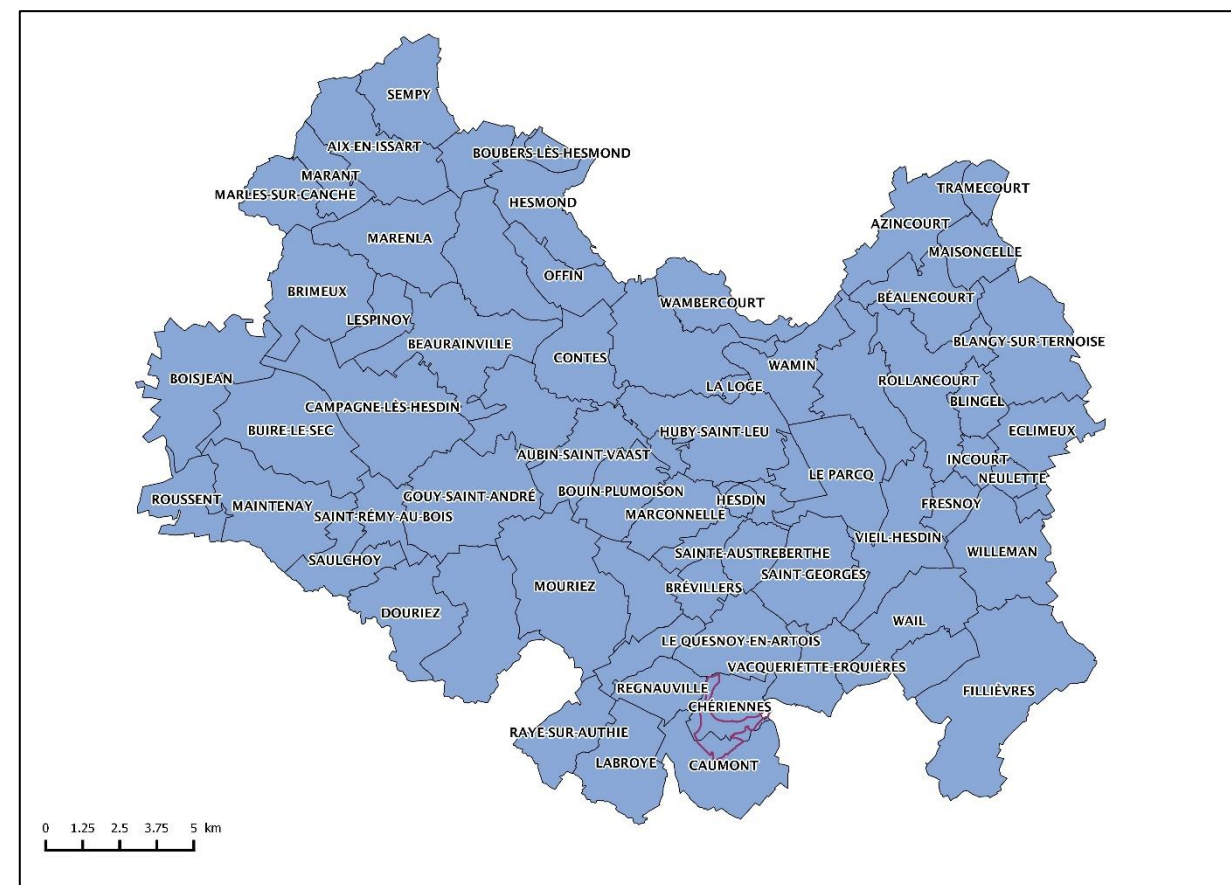 SEMPY
AIX-EN-ISSART
BOUBERS-LÈS-HESMOND
MARANT
MARLES-SUR-CANCHE
HESMOND
TRAMECOURT
AZINCOURT
MARENLA
MAISONCELLE
OFFIN
BRIMEUX
BÉALENCOURT
WAMBERCOURT
LESPINOY
BEAURAINVILLE
BLANGY-SUR-TERNOISE
CONTES
WAMIN
BOISJEAN
ROLLANCOURT
LA LOGE
BLINGEL
CAMPAGNE-LÈS-HESDIN
BUIRE-LE-SEC
HUBY-SAINT-LEU
ECLIMEUX
AUBIN-SAINT-VAAST
INCOURT
LE PARCQ
NEULETTE
BOUIN-PLUMOISON
ROUSSENT
GOUY-SAINT-ANDRÉ
HESDIN
MAINTENAY
FRESNOY
SAINT-RÉMY-AU-BOIS
MARCONNELLE
VIEIL-HESDIN
SAINTE-AUSTREBERTHE
WILLEMAN
SAULCHOY
SAINT-GEORGES
MOURIEZ
BRÉVILLERS
DOURIEZ
WAIL
LE QUESNOY-EN-ARTOIS
VACQUERIETTE-ERQUIÈRES
REGNAUVILLE
FILLIÈVRES
CHÉRIENNES
RAYE-SUR-AUTHIE
LABROYE
CAUMONT
0 1.25 2.5 3.75 5 km